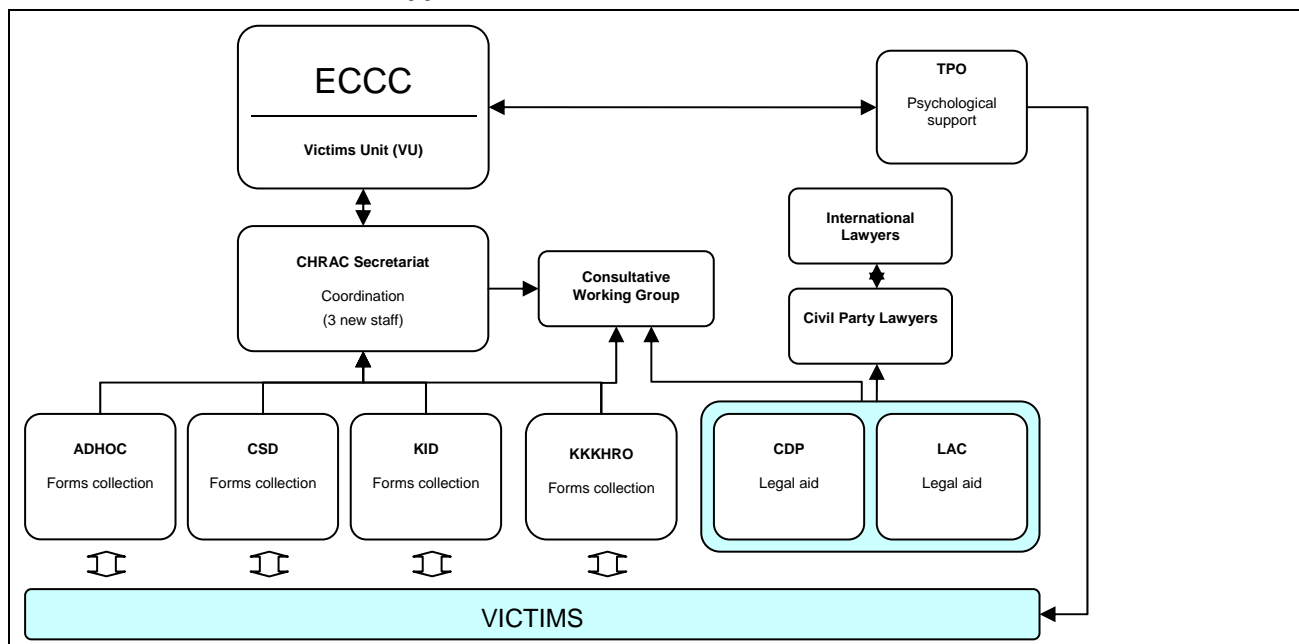 ECCC
Victims Unit (VU)
TPO
Psychological
support
International
Lawyers
CHRAC Secretariat
Coordination
(3 new staff)
Consultative
Working Group
Civil Party Lawyers
ADHOC
Forms collection
CSD
Forms collection
KID
Forms collection
KKKHRO
Forms collection
CDP
Legal aid
LAC
Legal aid
VICTIMS